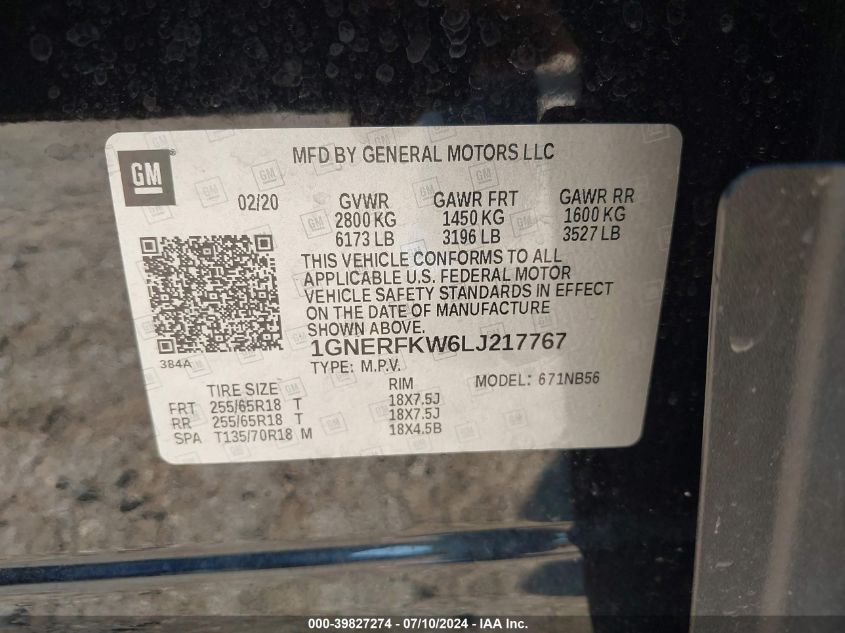 GM
MFD BY GENERAL MOTORS LLC
02/20 GVWR GAWR FRT GAWR RR
2800 KG 1450 KG 1600 KG
6173 LB 3196 LB 3527 LB
THIS VEHICLE CONFORMS TO ALL
APPLICABLE U.S. FEDERAL MOTOR
VEHICLE SAFETY STANDARDS IN EFFECT
ON THE DATE OF MANUFACTURE
SHOWN ABOVE.
384A
1GNERFKW6LJ217767
TYPE: M.P.V.
TIRE SIZE RIM MODEL: 671NB56
FRT 255/65R18 T 18X7.5J
RR 255/65R18 T 18X7.5J
SPA T135/70R18 M 18X4.5B
000-39827274 - 07/10/2024 - IAA Inc.